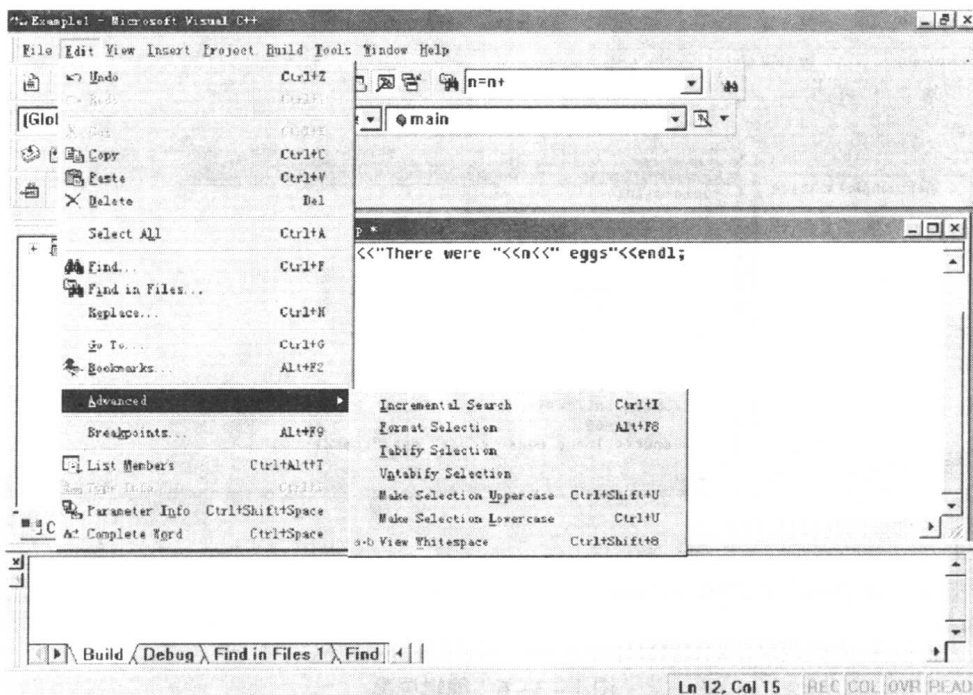 Example1 - Microsoft Visual C++
File Edit View Insert Project Build Tools Window Help
Undo Ctrl+Z
n=n+
[Glol
main
Copy Ctrl+C
Paste Ctrl+V
Delete Del
Select All Ctrl+A
p *
<<"There were "<<n<<" eggs"<<endl;
Find... Ctrl+F
Find in Files...
Replace... Ctrl+H
Go To... Ctrl+G
Bookmarks... Alt+F2
Advanced
Incremental Search Ctrl+I
Format Selection Alt+F8
Tabify Selection
Untabify Selection
Make Selection Uppercase Ctrl+Shift+U
Make Selection Lowercase Ctrl+U
a·b View Whitespace Ctrl+Shift+8
Breakpoints... Alt+F9
List Members Ctrl+Alt+T
Parameter Info Ctrl+Shift+Space
A± Complete Word Ctrl+Space
C
Build Debug Find in Files 1 Find
Ln 12, Col 15 REC COL OVR READ